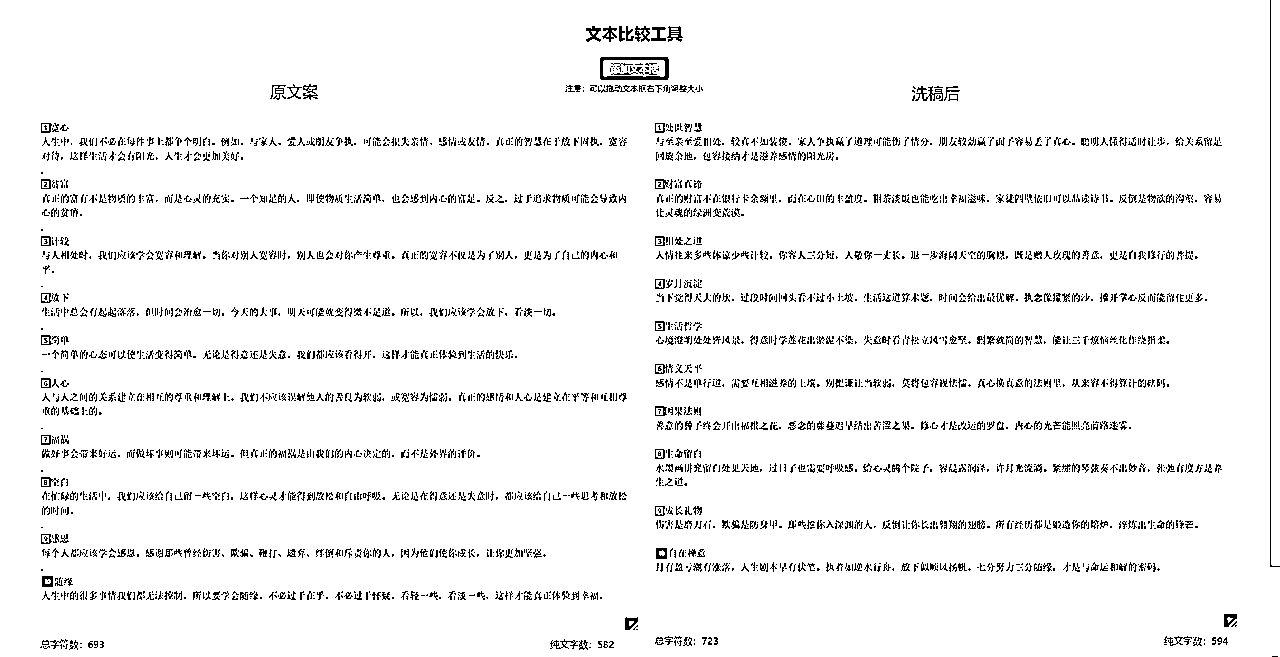 文本比较工具
添加文本框
注意：可以拖动文本框右下角调整大小
原文案
1宽心
人生中，我们不必在每件事上都争个明白。例如，与家人、爱人或朋友争执，可能会损失亲情、感情或友情。真正的智慧在于放下固执，宽容
对待，这样生活才会有阳光，人生才会更加美好。
.
2贫富
真正的富有不是物质的丰富，而是心灵的充实。一个知足的人，即使物质生活简单，也会感到内心的富足。反之，过于追求物质可能会导致内
心的贫瘠。
.
3计较
与人相处时，我们应该学会宽容和理解。当你对别人宽容时，别人也会对你产生尊重。真正的宽容不仅是为了别人，更是为了自己的内心和
平。
.
4放下
生活中总会有起起落落，但时间会治愈一切。今天的大事，明天可能就变得微不足道。所以，我们应该学会放下，看淡一切。
.
5简单
一个简单的心态可以使生活变得简单。无论是得意还是失意，我们都应该看得开，这样才能真正体验到生活的快乐。
.
6人心
人与人之间的关系建立在相互的尊重和理解上。我们不应该误解他人的善良为软弱，或宽容为懦弱。真正的感情和人心是建立在平等和互相尊
重的基础上的。
.
7福祸
做好事会带来好运，而做坏事则可能带来坏运。但真正的福祸是由我们的内心决定的，而不是外界的评价。
.
8空白
在忙碌的生活中，我们应该给自己留一些空白，这样心灵才能得到放松和自由呼吸。无论是在得意还是失意时，都应该给自己一些思考和放松
的时间。
.
9感恩
每个人都应该学会感恩。感谢那些曾经伤害、欺骗、鞭打、遗弃、绊倒和斥责你的人，因为他们使你成长，让你更加坚强。
.
10随缘
人生中的很多事情我们都无法控制，所以要学会随缘。不必过于在乎，不必过于怀疑，看轻一些，看淡一些，这样才能真正体验到幸福。
总字符数：693
纯文字数：582
洗稿后
1处世智慧
与至亲至爱相处，较真不如装傻。家人争执赢了道理可能伤了情分，朋友较劲赢了面子容易丢了真心。聪明人懂得适时让步，给关系留足
回旋余地，包容接纳才是滋养感情的阳光房。
2财富真谛
真正的财富不在银行卡余额里，而在心田的丰盈度。粗茶淡饭也能吃出幸福滋味，家徒四壁依旧可以品读诗书。反倒是物欲的沟壑，容易
让灵魂的绿洲变荒漠。
3相处之道
人情往来多些体谅少些计较。你容人三分短，人敬你一丈长。退一步海阔天空的胸襟，既是赠人玫瑰的善意，更是自我修行的菩提。
4岁月沉淀
当下觉得天大的坎，过段时间回头看不过小土坡。生活这道算术题，时间会给出最优解。执念像攥紧的沙，摊开掌心反而能留住更多。
5生活哲学
心境澄明处处皆风景。得意时学莲花出淤泥不染，失意时看青松立风雪愈坚。删繁就简的智慧，能让三千烦恼丝化作绕指柔。
6情义天平
感情不是单行道，需要互相滋养的土壤。别把谦让当软弱，莫将包容视怯懦。真心换真意的法则里，从来容不得算计的砝码。
7因果法则
善意的种子终会开出福报之花，恶念的藤蔓迟早结出苦涩之果。修心才是改运的罗盘，内心的光芒能照亮前路迷雾。
8生命留白
水墨画讲究留白处见天地，过日子也需要呼吸感。给心灵辟个院子，容晨露润泽，许月光流淌。紧绷的琴弦奏不出妙音，张弛有度方是养
生之道。
9成长礼物
伤害是磨刀石，欺骗是防身甲。那些推你入深渊的人，反倒让你长出翱翔的翅膀。所有经历都是锻造你的熔炉，淬炼出生命的锋芒。
10自在禅意
月有盈亏潮有涨落，人生剧本早有伏笔。执着如逆水行舟，放下似顺风扬帆。七分努力三分随缘，才是与命运和解的密码。
总字符数：723
纯文字数：594